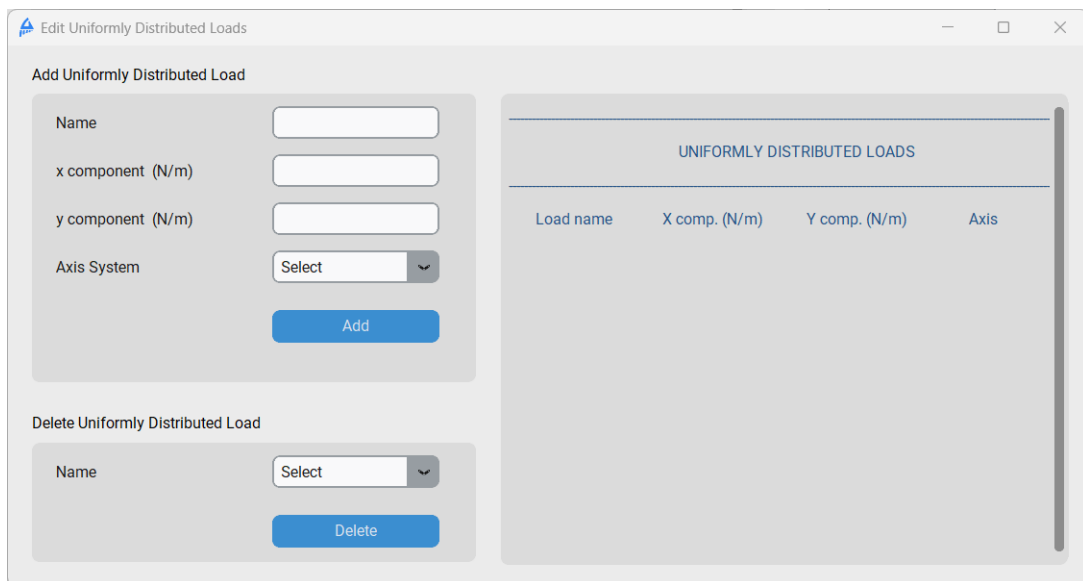 Edit Uniformly Distributed Loads
Add Uniformly Distributed Load
Name
x component (N/m)
y component (N/m)
Axis System
Select
Add
Delete Uniformly Distributed Load
Name
Select
Delete
UNIFORMLY DISTRIBUTED LOADS
Load name X comp. (N/m) Y comp. (N/m) Axis